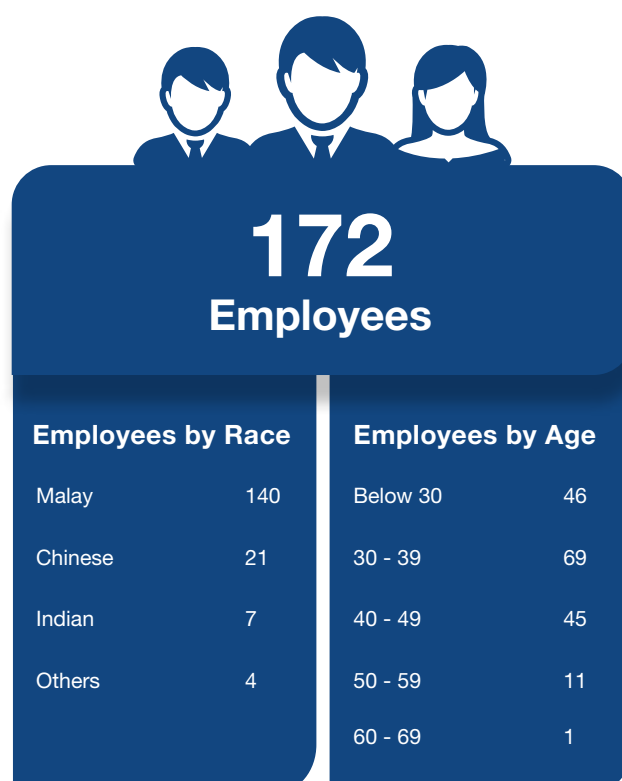 172
Employees
Employees by Race
Malay 140
Chinese 21
Indian 7
Others 4
Employees by Age
Below 30 46
30 - 39 69
40 - 49 45
50 - 59 11
60 - 69 1